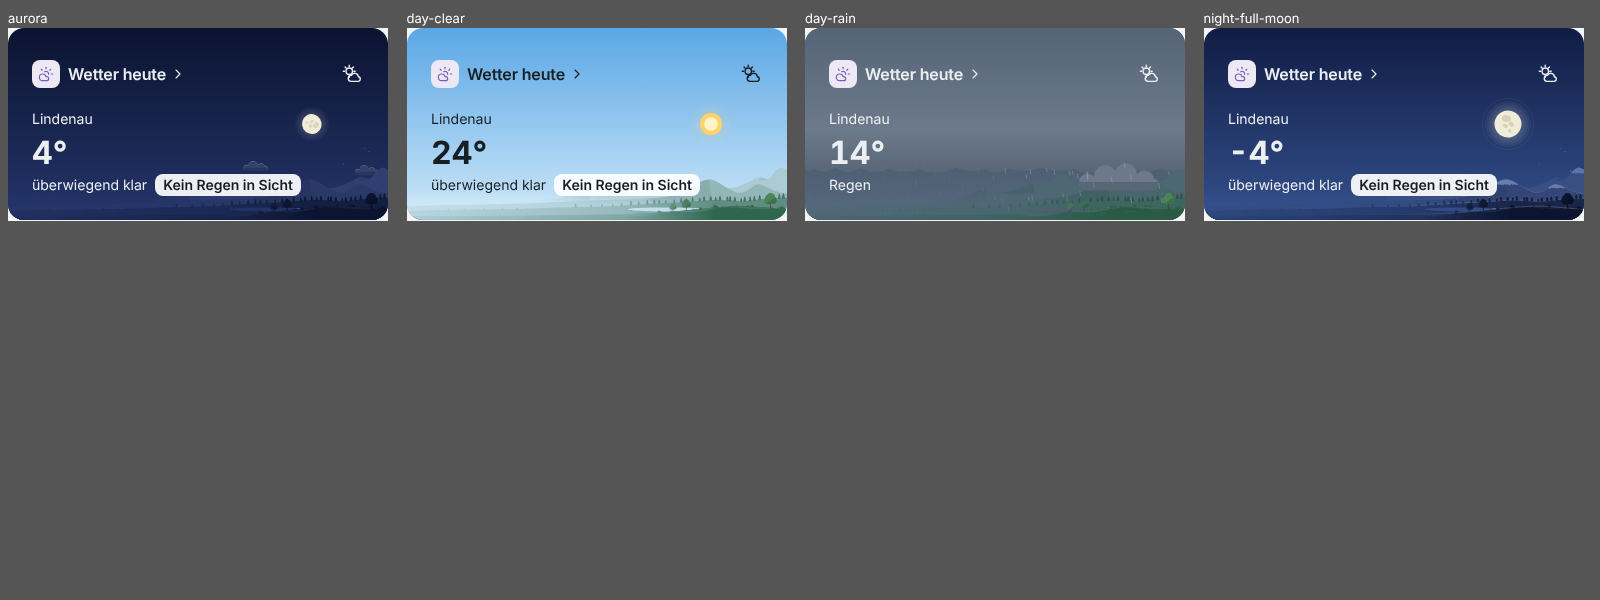 aurora
Wetter heute
Lindenau
4°
überwiegend klar
Kein Regen in Sicht
day-clear
Wetter heute
Lindenau
24°
überwiegend klar
Kein Regen in Sicht
day-rain
Wetter heute
Lindenau
14°
Regen
night-full-moon
Wetter heute
Lindenau
-4°
überwiegend klar
Kein Regen in Sicht